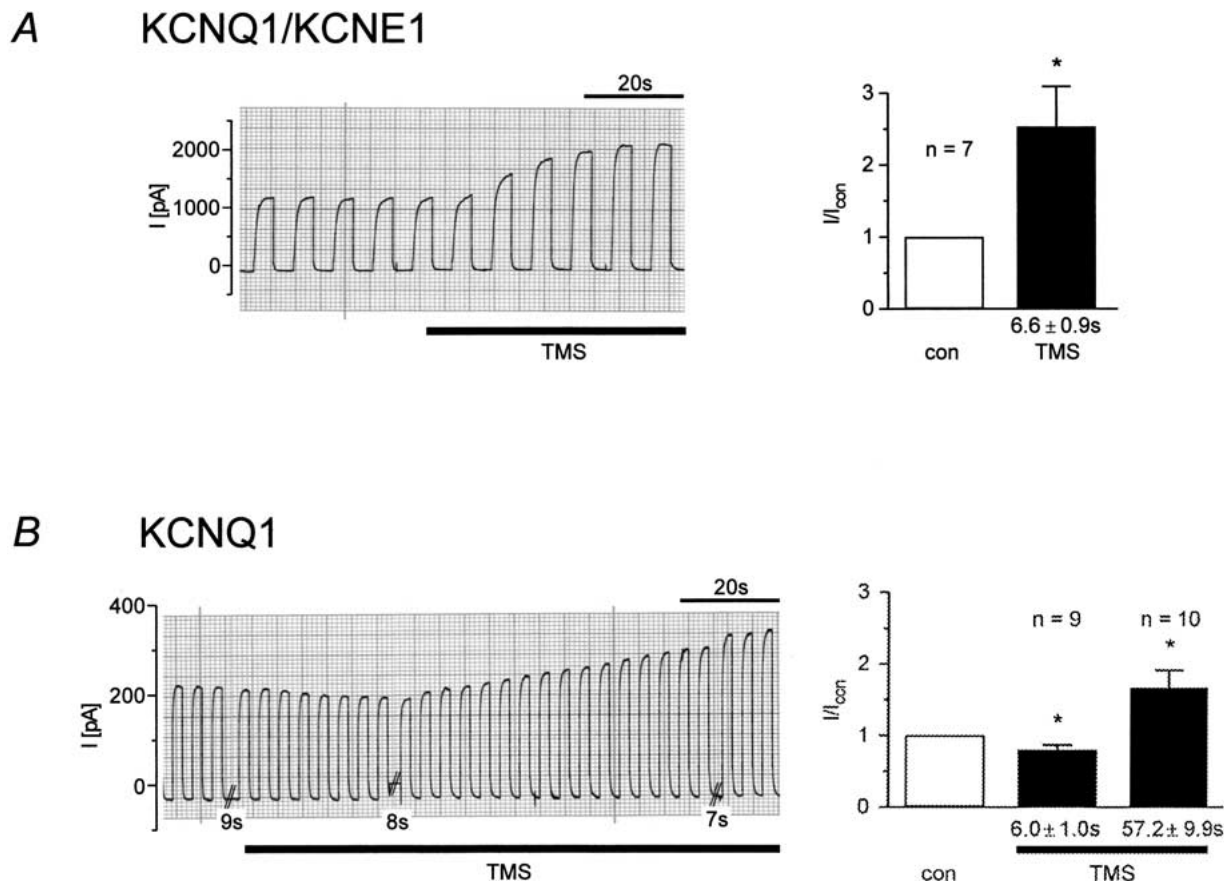 A KCNQ1/KCNE1
20s
2000
1000
0
I [pA]
TMS
3
2
1
0
I/Icon
n = 7
*
6.6 ± 0.9s
con TMS
B KCNQ1
20s
400
200
0
I [pA]
9s 8s 7s
TMS
3
2
1
0
I/Icon
n = 9 n = 10
* *
6.0 ± 1.0s 57.2 ± 9.9s
con TMS